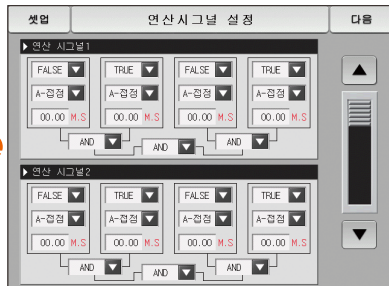 셋업 연산시그널 설정 다음
연산 시그널1
FALSE TRUE FALSE TRUE
A-접점 A-접점 A-접점 A-접점
00.00 M.S 00.00 M.S 00.00 M.S 00.00 M.S
AND AND AND
연산 시그널2
FALSE TRUE FALSE TRUE
A-접점 A-접점 A-접점 A-접점
00.00 M.S 00.00 M.S 00.00 M.S 00.00 M.S
AND AND AND